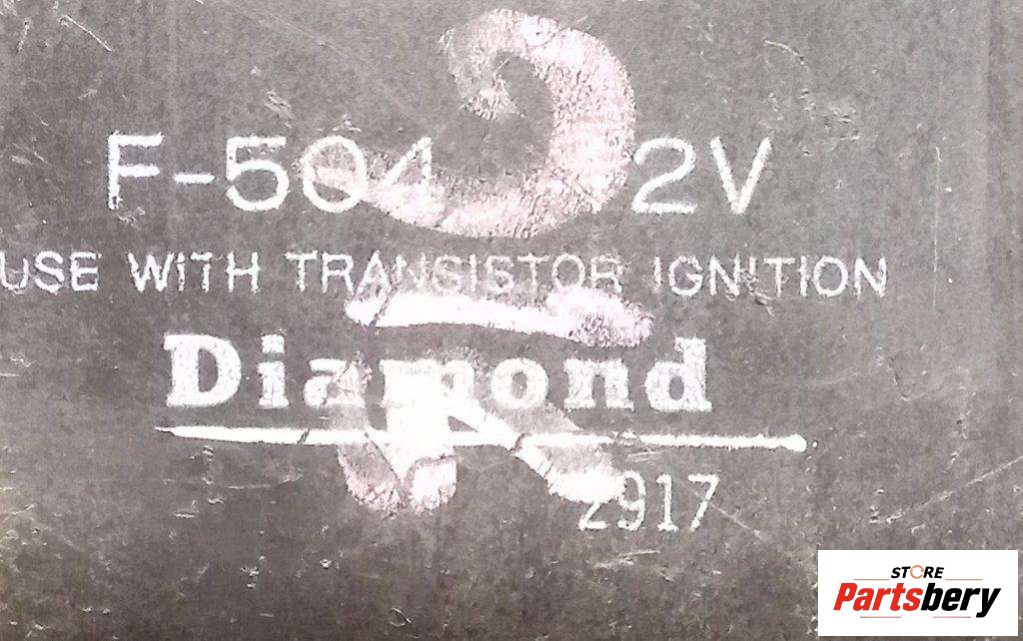 F-504 2V
USE WITH TRANSISTOR IGNITION
Diamond
2917
STORE
Partsbery